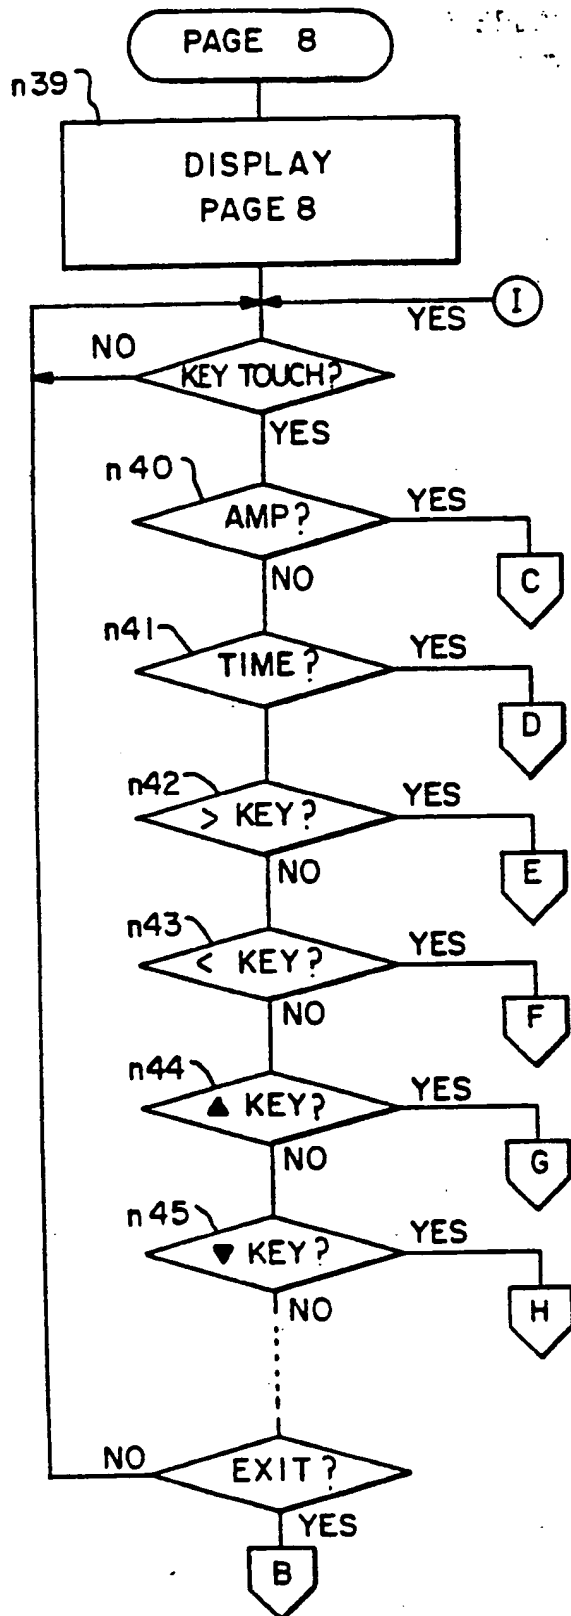 PAGE 8
n39
DISPLAY
PAGE 8
I
YES
NO
KEY TOUCH?
YES
n40
AMP?
YES
C
NO
n41
TIME?
YES
D
n42
> KEY?
YES
E
NO
n43
< KEY?
YES
F
NO
n44
▲ KEY?
YES
G
NO
n45
▼ KEY?
YES
H
NO
NO
EXIT?
YES
B